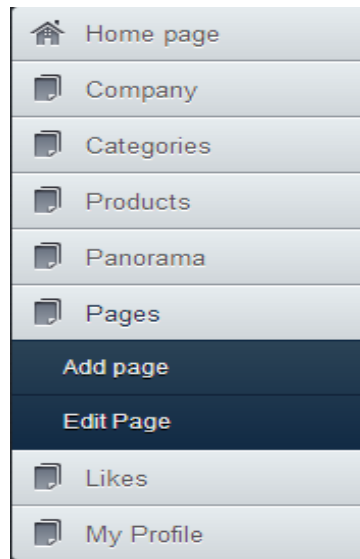 Home page
Company
Categories
Products
Panorama
Pages
Add page
Edit Page
Likes
My Profile